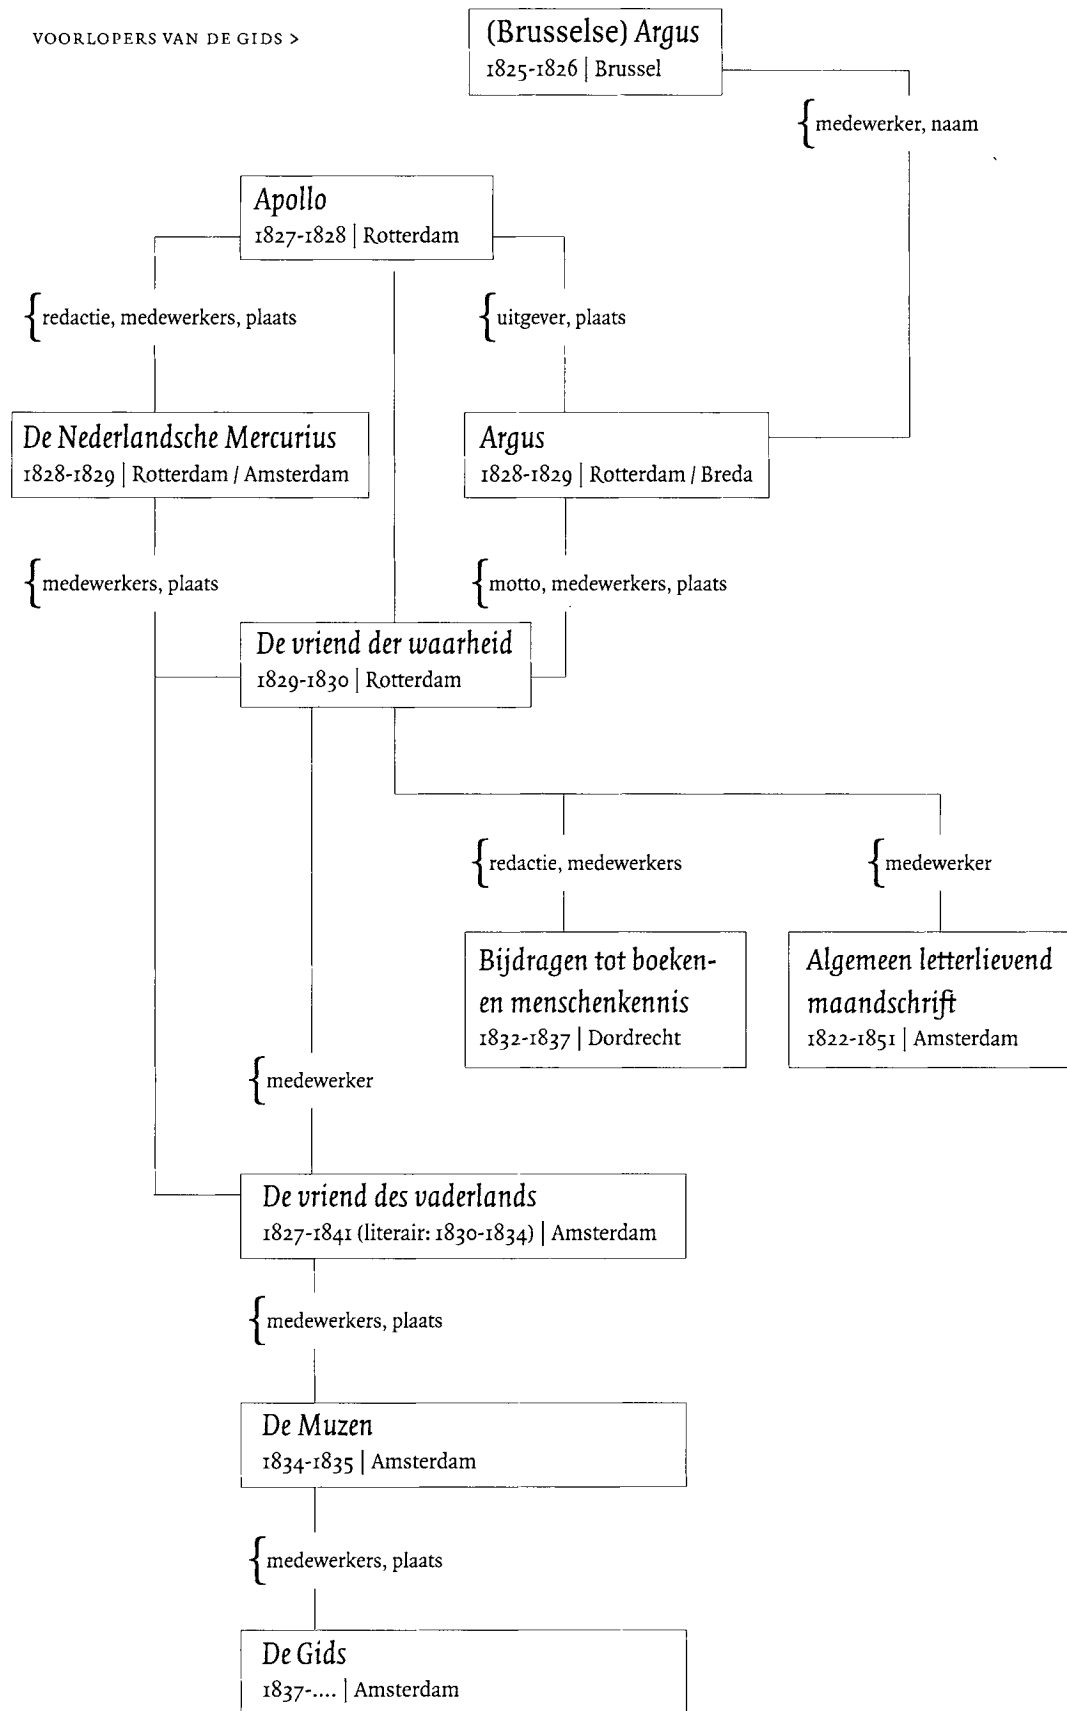 VOORLOPERS VAN DE GIDS >
(Brusselse) Argus
1825-1826 | Brussel
{medewerker, naam
Apollo
1827-1828 | Rotterdam
{redactie, medewerkers, plaats
{uitgever, plaats
De Nederlandsche Mercurius
1828-1829 | Rotterdam / Amsterdam
Argus
1828-1829 | Rotterdam / Breda
{medewerkers, plaats
{motto, medewerkers, plaats
De vriend der waarheid
1829-1830 | Rotterdam
{redactie, medewerkers
{medewerker
Bijdragen tot boeken-
en menschenkennis
1832-1837 | Dordrecht
Algemeen letterlievend
maandschrift
1822-1851 | Amsterdam
{medewerker
De vriend des vaderlands
1827-1841 (literair: 1830-1834) | Amsterdam
{medewerkers, plaats
De Muzen
1834-1835 | Amsterdam
{medewerkers, plaats
De Gids
1837-.... | Amsterdam